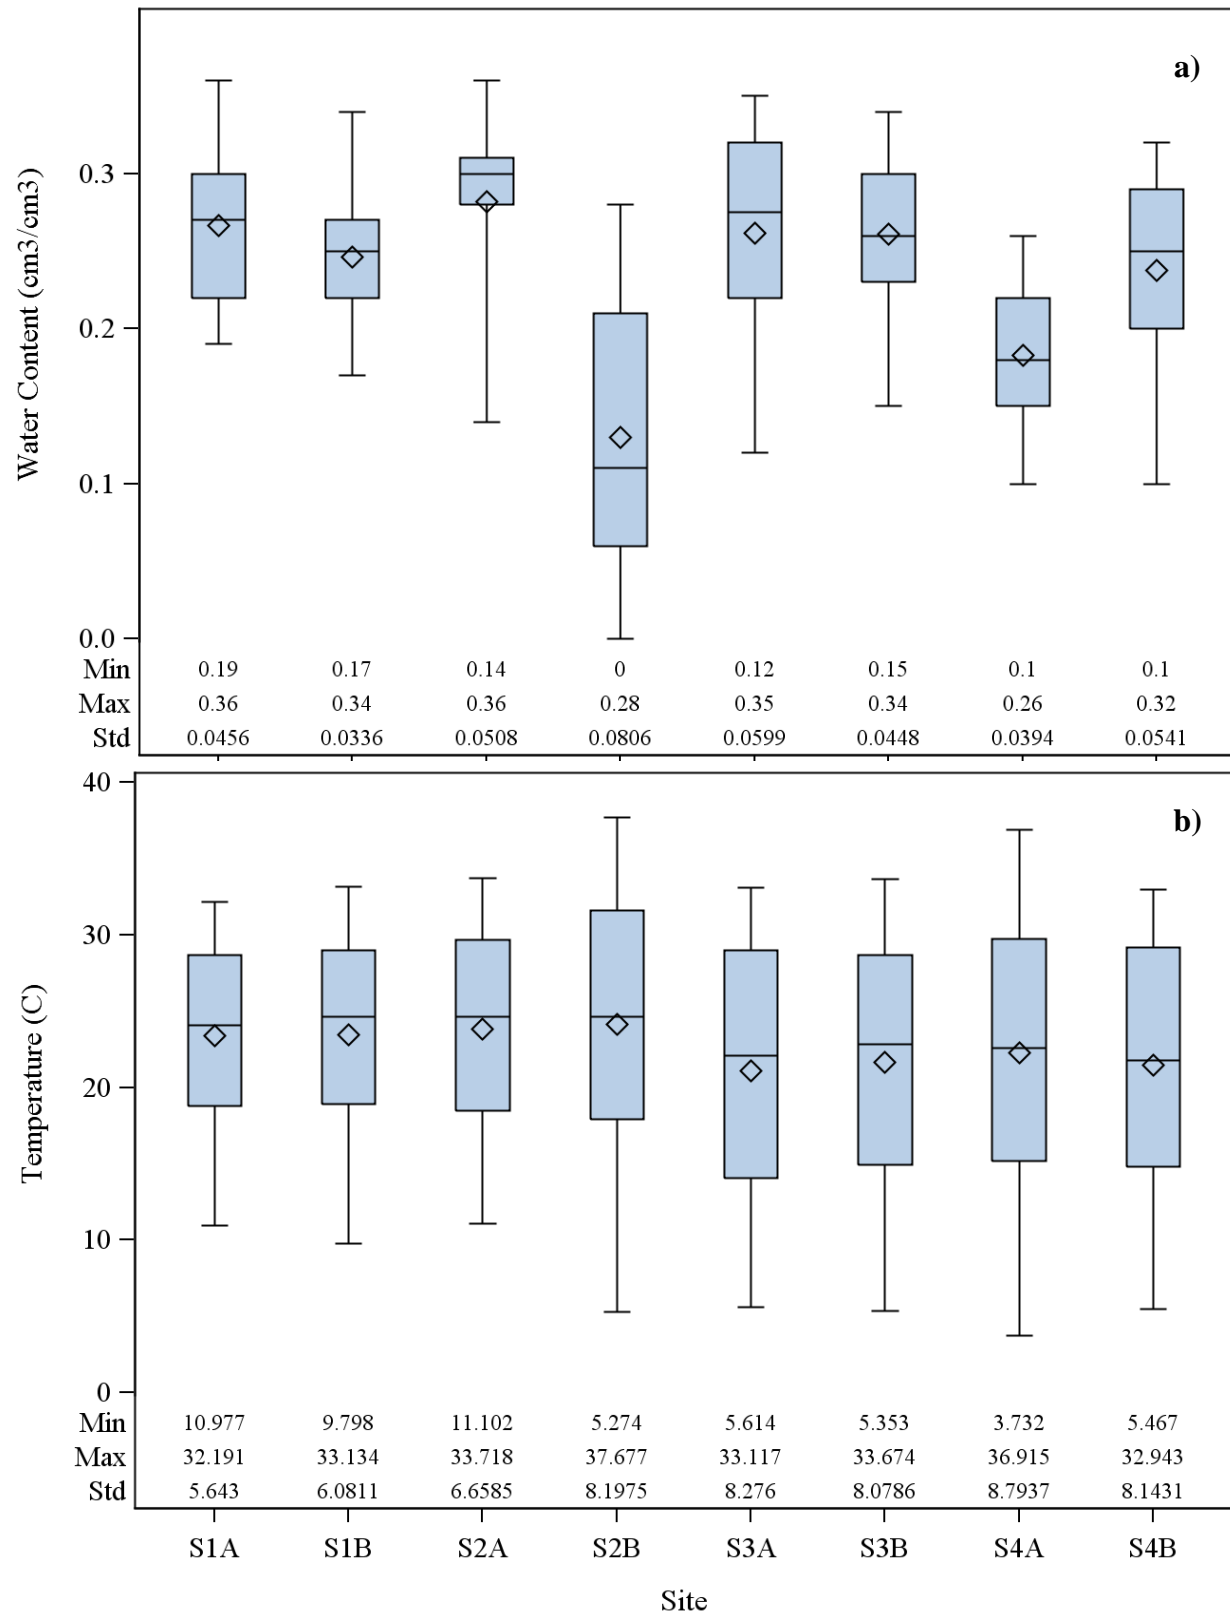 a)
Water Content (cm3/cm3)
0.3
0.2
0.1
0.0
Min 0.19 0.17 0.14 0 0.12 0.15 0.1 0.1
Max 0.36 0.34 0.36 0.28 0.35 0.34 0.26 0.32
Std 0.0456 0.0336 0.0508 0.0806 0.0599 0.0448 0.0394 0.0541
b)
Temperature (C)
40
30
20
10
0
Min 10.977 9.798 11.102 5.274 5.614 5.353 3.732 5.467
Max 32.191 33.134 33.718 37.677 33.117 33.674 36.915 32.943
Std 5.643 6.0811 6.6585 8.1975 8.276 8.0786 8.7937 8.1431
S1A S1B S2A S2B S3A S3B S4A S4B
Site